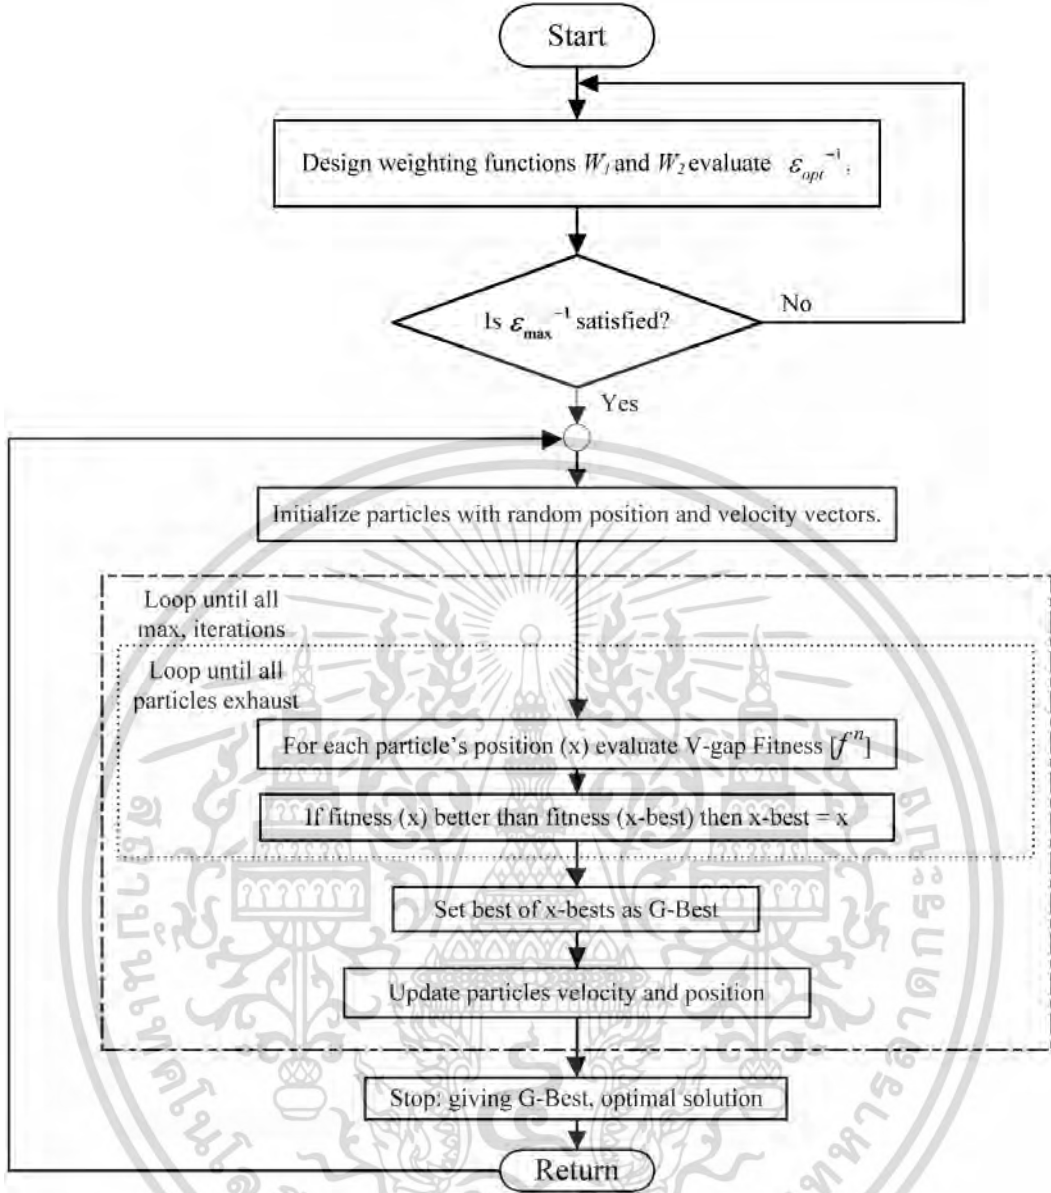 Start
Design weighting functions W1 and W2 evaluate εopt⁻¹ .
Is εmax⁻¹ satisfied?
No
Yes
Initialize particles with random position and velocity vectors.
Loop until all
max, iterations
Loop until all
particles exhaust
For each particle's position (x) evaluate V-gap Fitness [fⁿ]
If fitness (x) better than fitness (x-best) then x-best = x
Set best of x-bests as G-Best
Update particles velocity and position
Stop: giving G-Best, optimal solution
Return